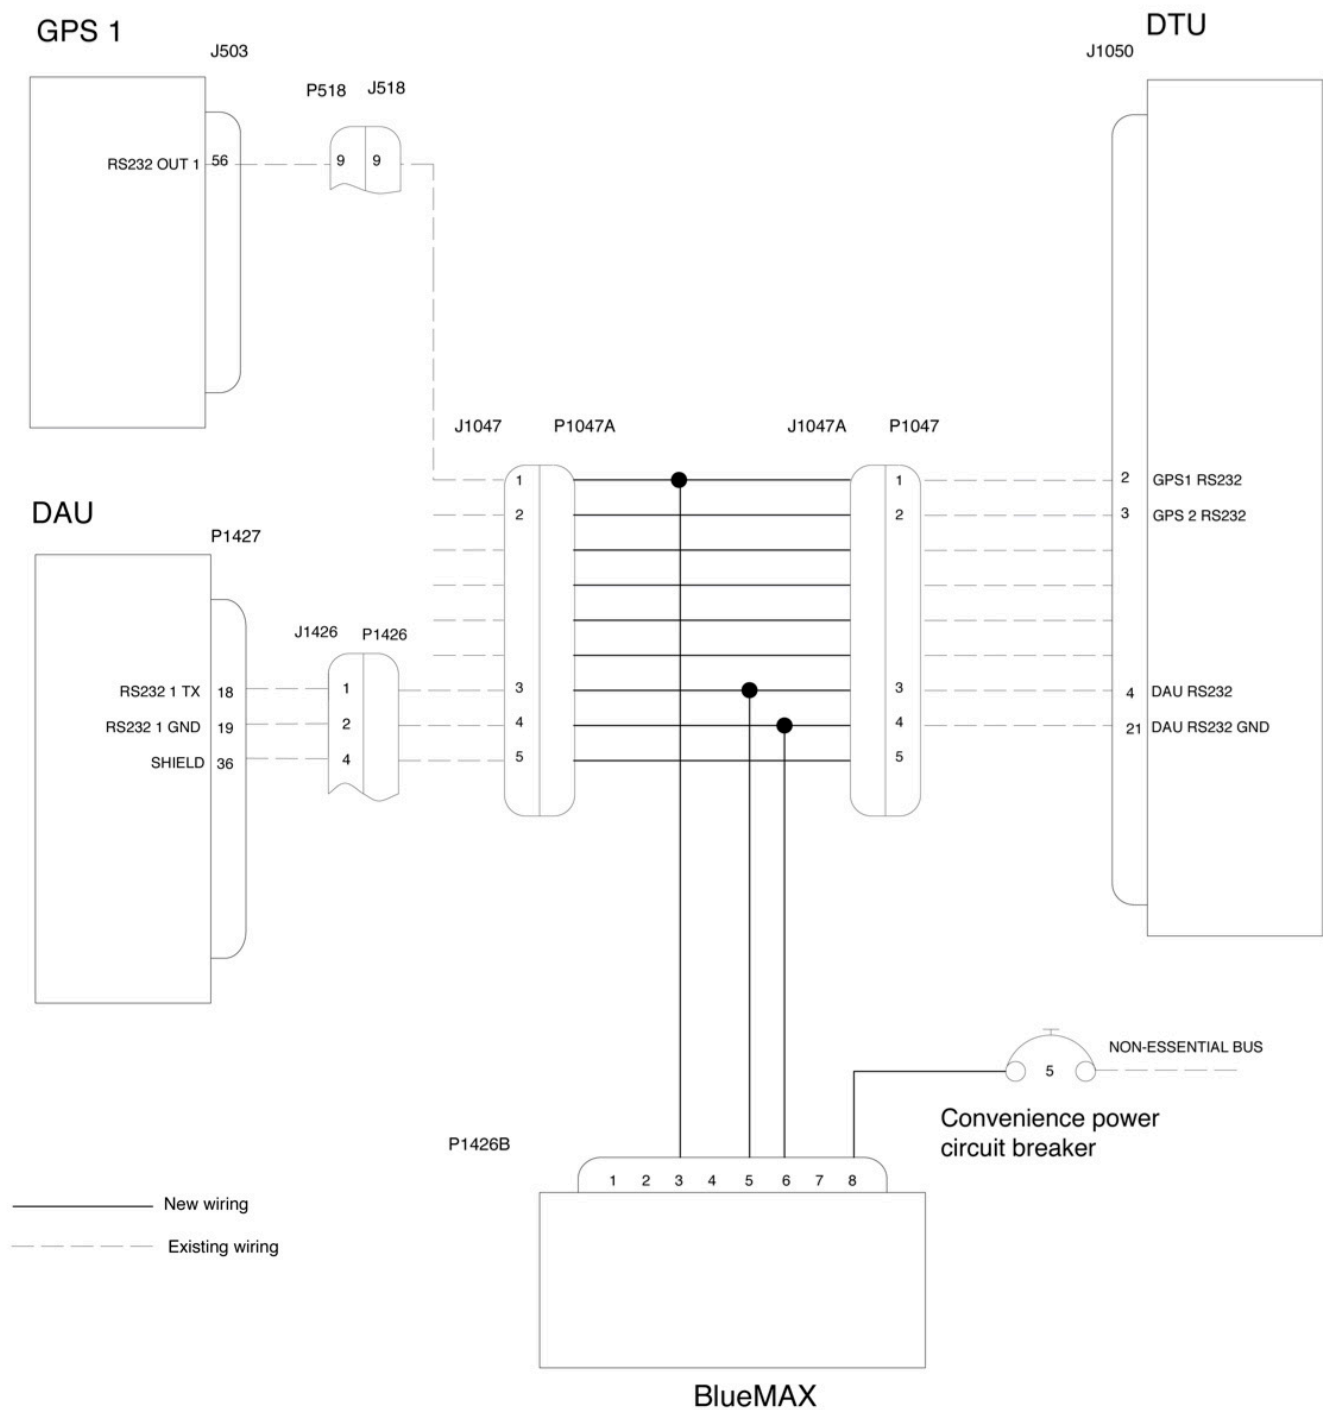 GPS 1
DTU
J503
J1050
P518
J518
RS232 OUT 1
56
9
9
J1047
P1047A
J1047A
P1047
1
1
2
GPS1 RS232
2
2
3
GPS 2 RS232
DAU
P1427
J1426
P1426
RS232 1 TX
18
1
3
3
4
DAU RS232
RS232 1 GND
19
2
4
4
21
DAU RS232 GND
SHIELD
36
4
5
5
NON-ESSENTIAL BUS
5
Convenience power
circuit breaker
P1426B
1 2 3 4 5 6 7 8
New wiring
Existing wiring
BlueMAX